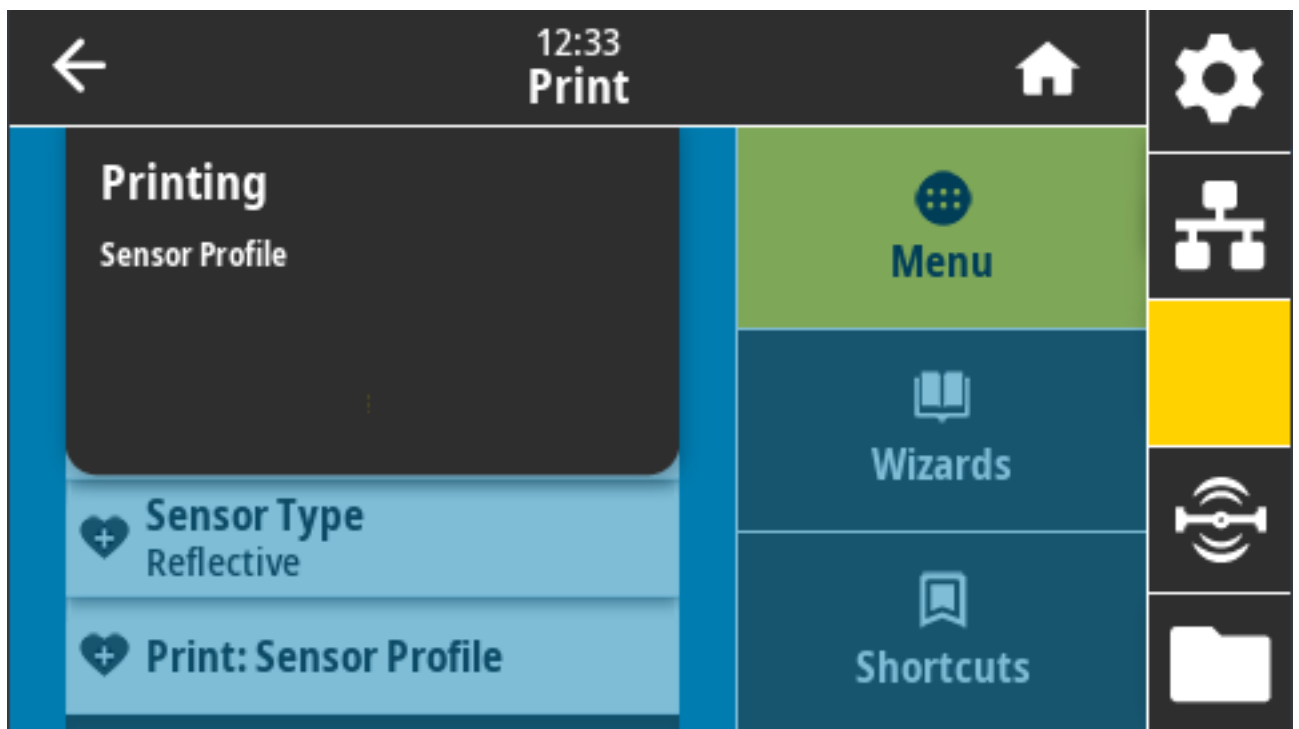 12:33
Print
Printing
Sensor Profile
Sensor Type
Reflective
Print: Sensor Profile
Menu
Wizards
Shortcuts